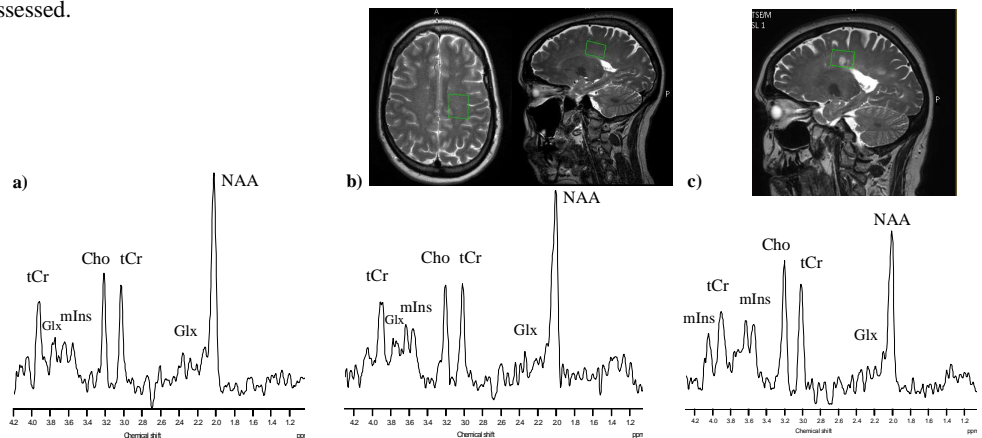 ssessed.
A
P
TSE/M
SL 1
P
a)
NAA
tCr
Cho
tCr
Glx
mIns
Glx
4.2 4.0 3.8 3.6 3.4 3.2 3.0 2.8 2.6 2.4 2.2 2.0 1.8 1.6 1.4 1.2
Chemical shift
ppm
b)
NAA
tCr
Cho
tCr
Glx
mIns
Glx
4.2 4.0 3.8 3.6 3.4 3.2 3.0 2.8 2.6 2.4 2.2 2.0 1.8 1.6 1.4 1.2
Chemical shift
ppm
c)
NAA
Cho
tCr
tCr
mIns
mIns
Glx
4.2 4.0 3.8 3.6 3.4 3.2 3.0 2.8 2.6 2.4 2.2 2.0 1.8 1.6 1.4 1.2
Chemical shift
ppm